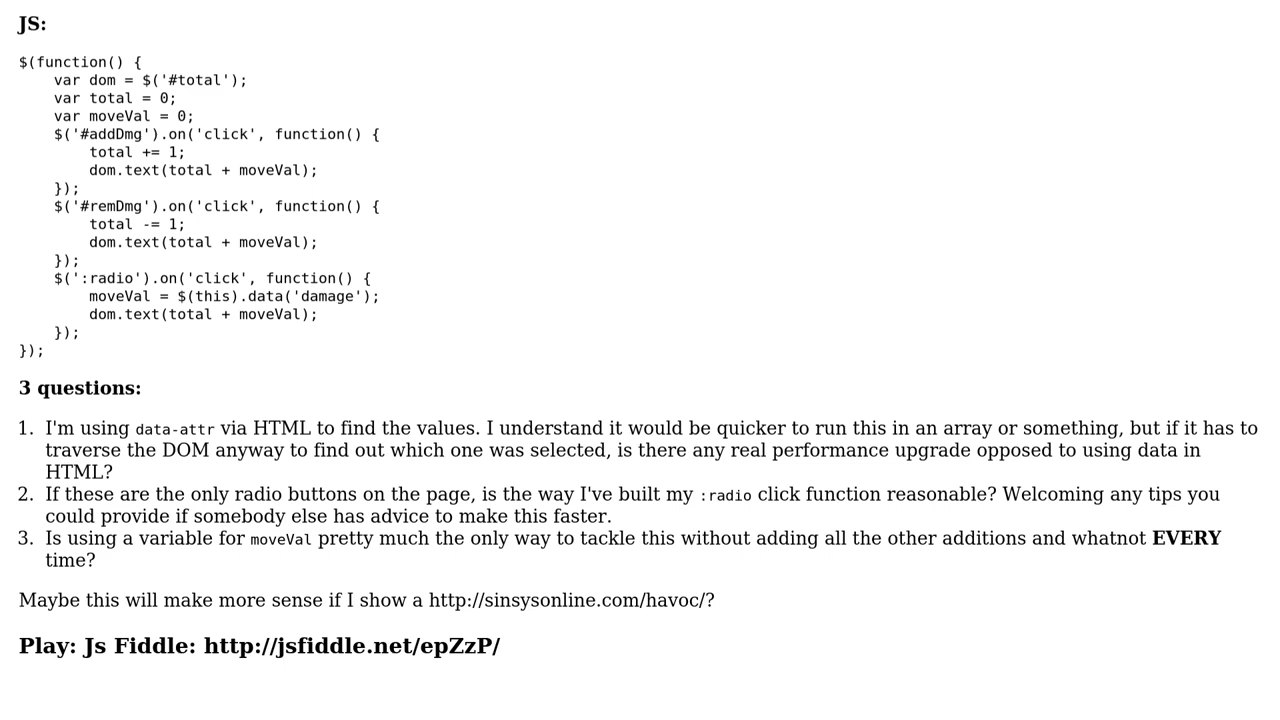 JS:
$(function() {
    var dom = $('#total');
    var total = 0;
    var moveVal = 0;
    $('#addDmg').on('click', function() {
        total += 1;
        dom.text(total + moveVal);
    });
    $('#remDmg').on('click', function() {
        total -= 1;
        dom.text(total + moveVal);
    });
    $(':radio').on('click', function() {
        moveVal = $(this).data('damage');
        dom.text(total + moveVal);
    });
});
3 questions:
1. I'm using data-attr via HTML to find the values. I understand it would be quicker to run this in an array or something, but if it has to
traverse the DOM anyway to find out which one was selected, is there any real performance upgrade opposed to using data in
HTML?
2. If these are the only radio buttons on the page, is the way I've built my :radio click function reasonable? Welcoming any tips you
could provide if somebody else has advice to make this faster.
3. Is using a variable for moveVal pretty much the only way to tackle this without adding all the other additions and whatnot EVERY
time?
Maybe this will make more sense if I show a http://sinsysonline.com/havoc/?
Play: Js Fiddle: http://jsfiddle.net/epZzP/